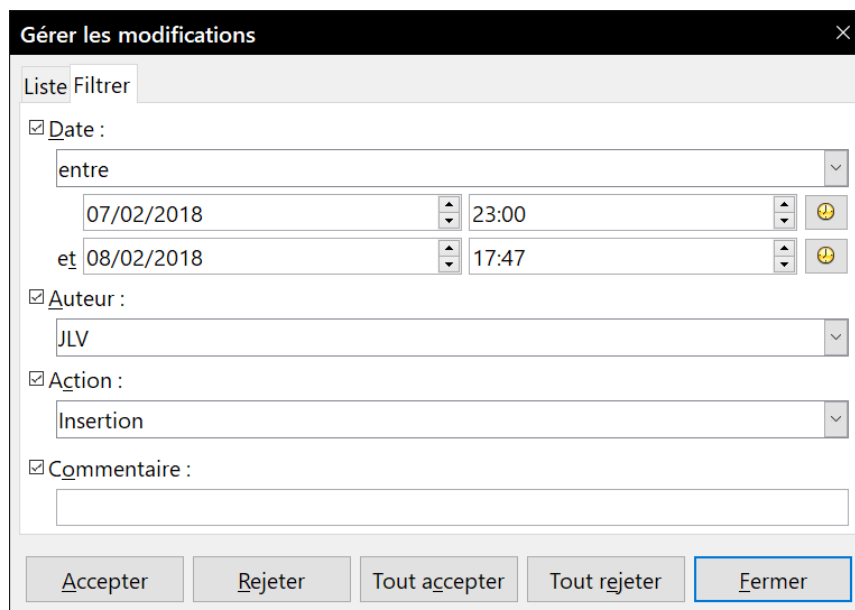 Gérer les modifications
Liste Filtrer
Date :
entre
07/02/2018 23:00
et 08/02/2018 17:47
Auteur :
JLV
Action :
Insertion
Commentaire :
Accepter Rejeter Tout accepter Tout rejeter Fermer